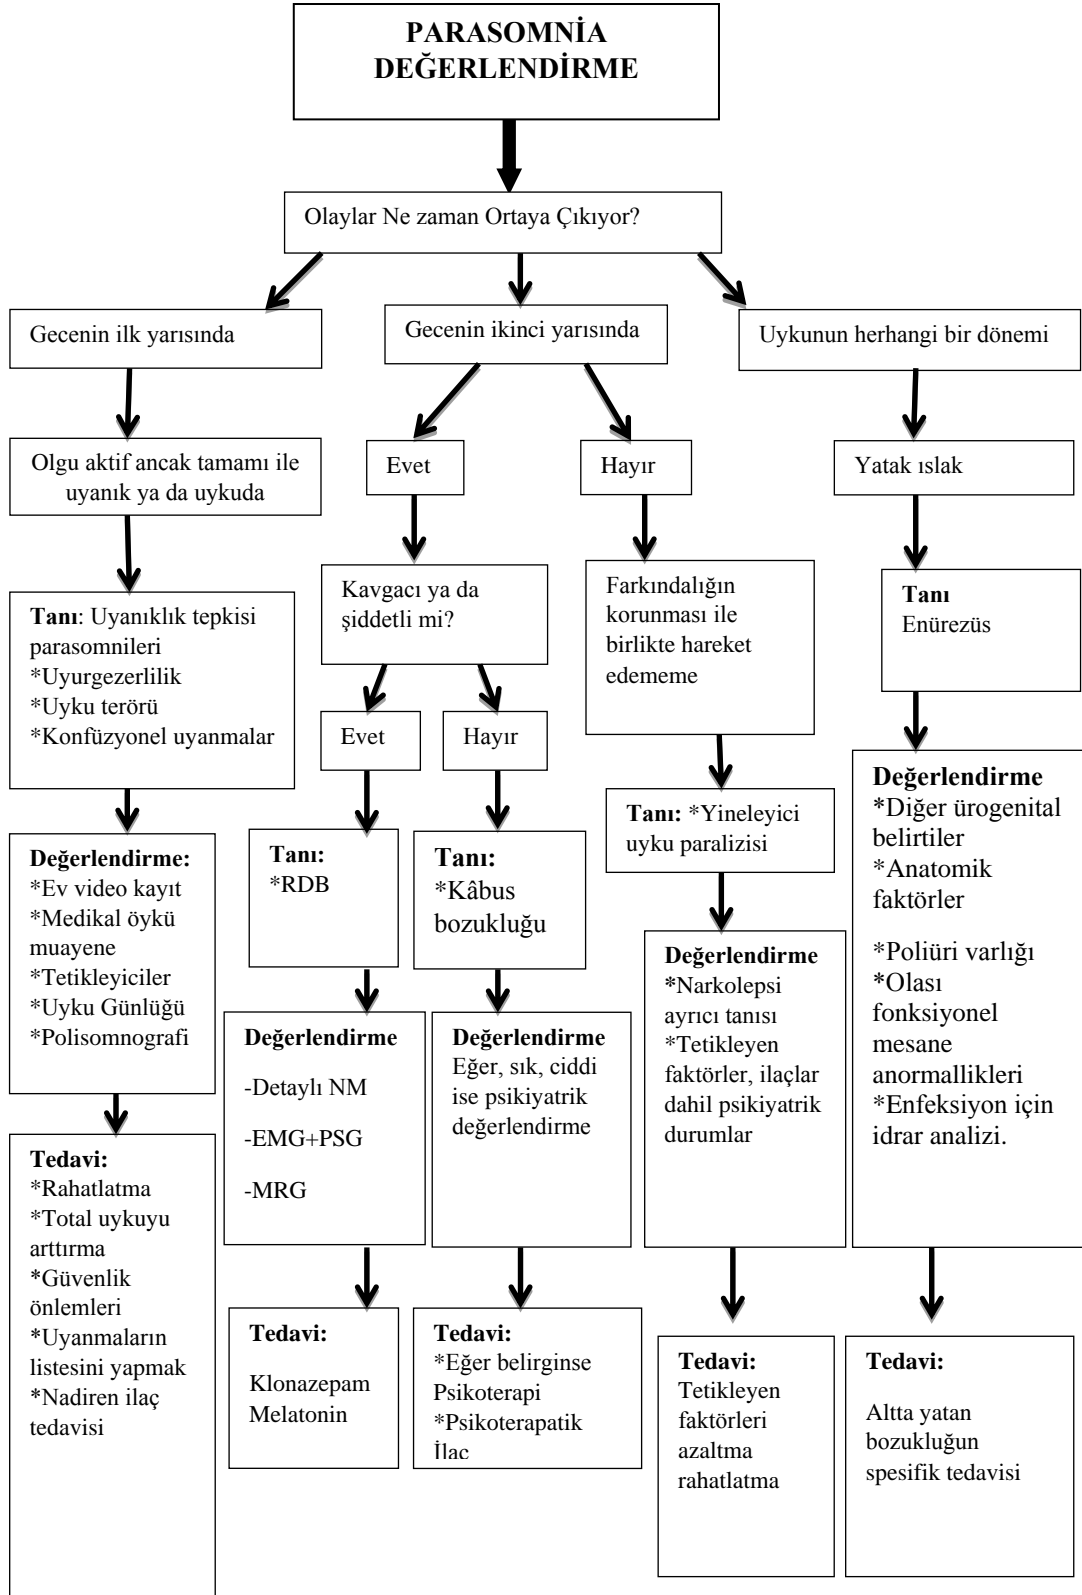 PARASOMNİA
DEĞERLENDİRME
Olaylar Ne zaman Ortaya Çıkıyor?
Gecenin ilk yarısında
Gecenin ikinci yarısında
Uykunun herhangi bir dönemi
Olgu aktif ancak tamamı ile
uyanık ya da uykuda
Evet
Hayır
Yatak ıslak
Tanı: Uyanıklık tepkisi
parasomnileri
*Uyurgezerlilik
*Uyku terörü
*Konfüzyonel uyanmalar
Kavgacı ya da
şiddetli mi?
Farkındalığın
korunması ile
birlikte hareket
edememe
Tanı
Enürezüs
Evet
Hayır
Tanı: *Yineleyici
uyku paralizisi
Değerlendirme:
*Ev video kayıt
*Medikal öykü
muayene
*Tetikleyiciler
*Uyku Günlüğü
*Polisomnografi
Tanı:
*RDB
Tanı:
*Kâbus
bozukluğu
Değerlendirme
*Narkolepsi
ayrıcı tanısı
*Tetikleyen
faktörler, ilaçlar
dahil psikiyatrik
durumlar
Değerlendirme
*Diğer ürogenital
belirtiler
*Anatomik
faktörler
*Poliüri varlığı
*Olası
fonksiyonel
mesane
anormallikleri
*Enfeksiyon için
idrar analizi.
Değerlendirme
-Detaylı NM
-EMG+PSG
-MRG
Değerlendirme
Eğer, sık, ciddi
ise psikiyatrik
değerlendirme
Tedavi:
*Rahatlatma
*Total uykuyu
arttırma
*Güvenlik
önlemleri
*Uyanmaların
listesini yapmak
*Nadiren ilaç
tedavisi
Tedavi:
Klonazepam
Melatonin
Tedavi:
*Eğer belirginse
Psikoterapi
*Psikoterapatik
İlaç
Tedavi:
Tetikleyen
faktörleri
azaltma
rahatlatma
Tedavi:
Altta yatan
bozukluğun
spesifik tedavisi